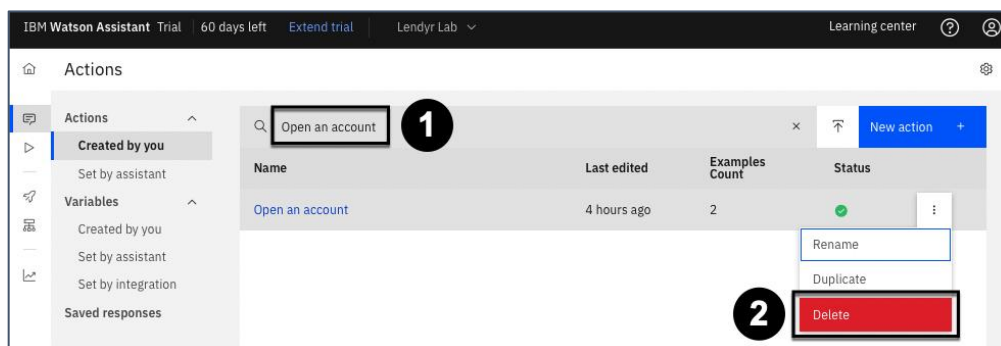 IBM Watson Assistant Trial 60 days left Extend trial Lendyr Lab Learning center
Actions
Actions
Created by you
Set by assistant
Variables
Created by you
Set by assistant
Set by integration
Saved responses
Open an account 1 × New action +
Name Last edited Examples Count Status
Open an account 4 hours ago 2
Rename
Duplicate
2 Delete